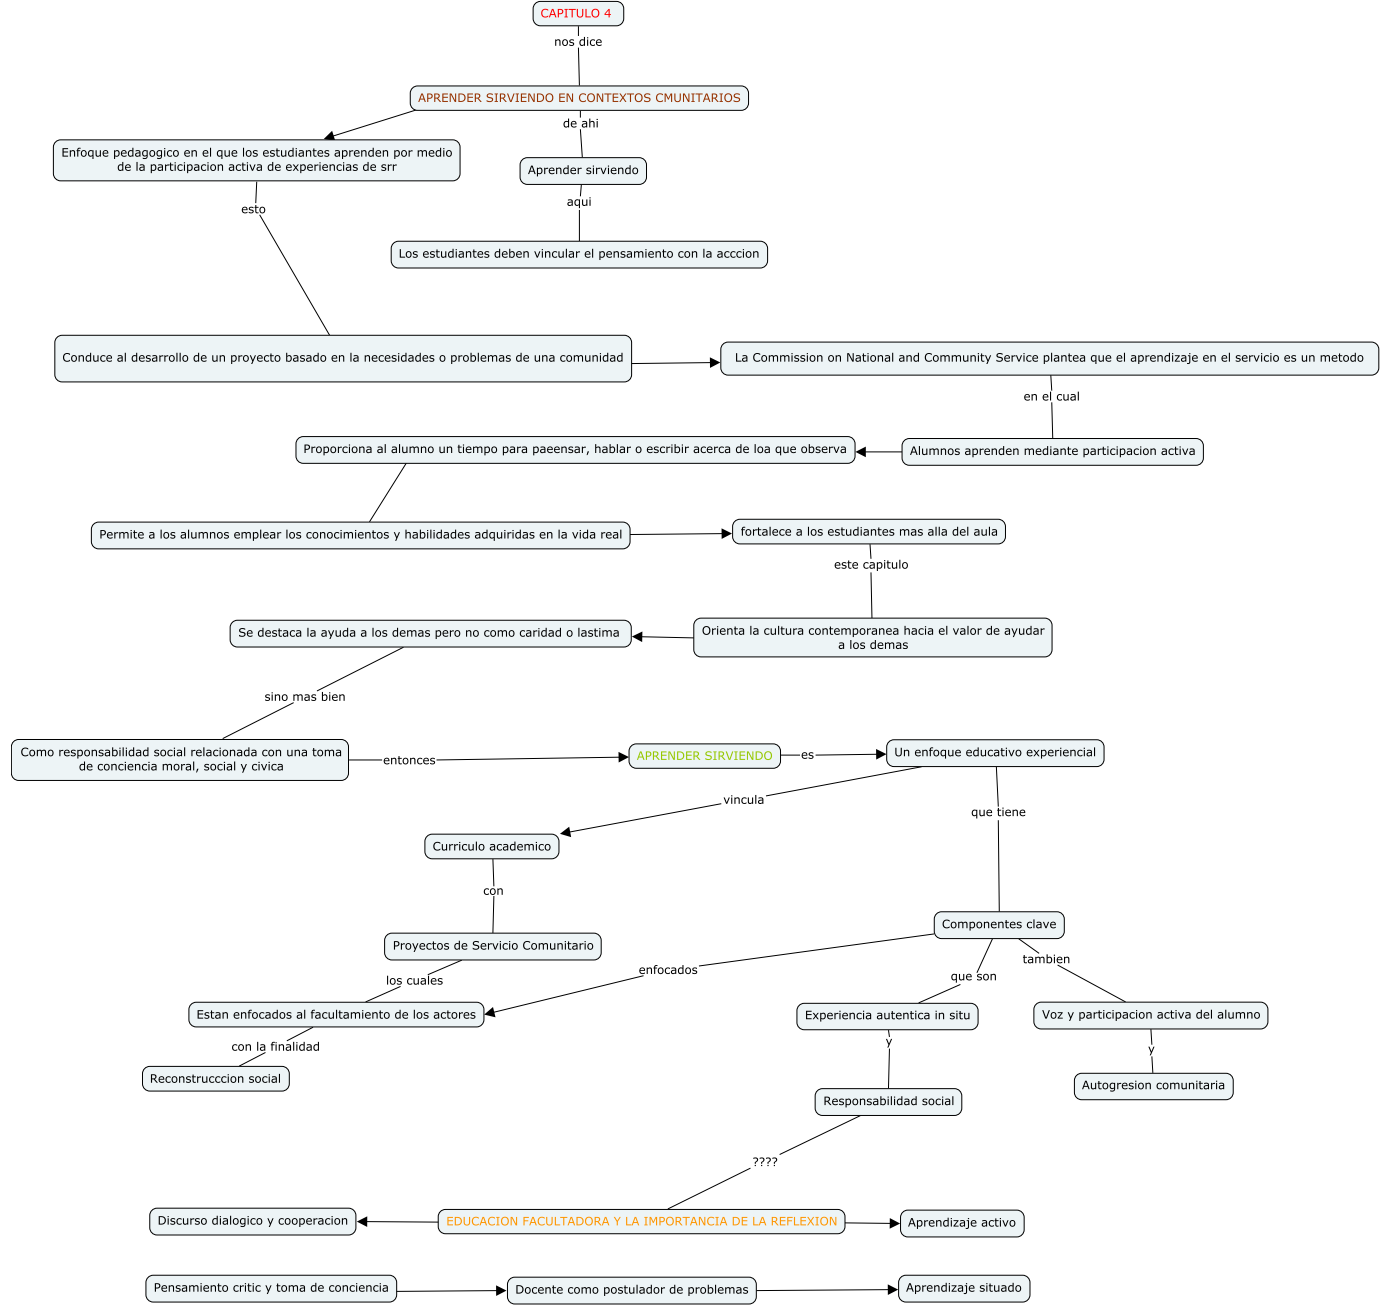 CAPITULO 4
nos dice
APRENDER SIRVIENDO EN CONTEXTOS CMUNITARIOS
de ahi
Enfoque pedagogico en el que los estudiantes aprenden por medio
de la participacion activa de experiencias de srr
Aprender sirviendo
esto
aqui
Los estudiantes deben vincular el pensamiento con la acccion
Conduce al desarrollo de un proyecto basado en la necesidades o problemas de una comunidad
La Commission on National and Community Service plantea que el aprendizaje en el servicio es un metodo
en el cual
Proporciona al alumno un tiempo para paeensar, hablar o escribir acerca de loa que observa
Alumnos aprenden mediante participacion activa
Permite a los alumnos emplear los conocimientos y habilidades adquiridas en la vida real
fortalece a los estudiantes mas alla del aula
este capitulo
Se destaca la ayuda a los demas pero no como caridad o lastima
Orienta la cultura contemporanea hacia el valor de ayudar
a los demas
sino mas bien
Como responsabilidad social relacionada con una toma
de conciencia moral, social y civica
entonces
APRENDER SIRVIENDO
es
Un enfoque educativo experiencial
vincula
que tiene
Curriculo academico
con
Componentes clave
Proyectos de Servicio Comunitario
enfocados
tambien
los cuales
que son
Estan enfocados al facultamiento de los actores
Experiencia autentica in situ
Voz y participacion activa del alumno
con la finalidad
y
y
Reconstrucccion social
Autogresion comunitaria
Responsabilidad social
????
Discurso dialogico y cooperacion
EDUCACION FACULTADORA Y LA IMPORTANCIA DE LA REFLEXION
Aprendizaje activo
Pensamiento critic y toma de conciencia
Docente como postulador de problemas
Aprendizaje situado